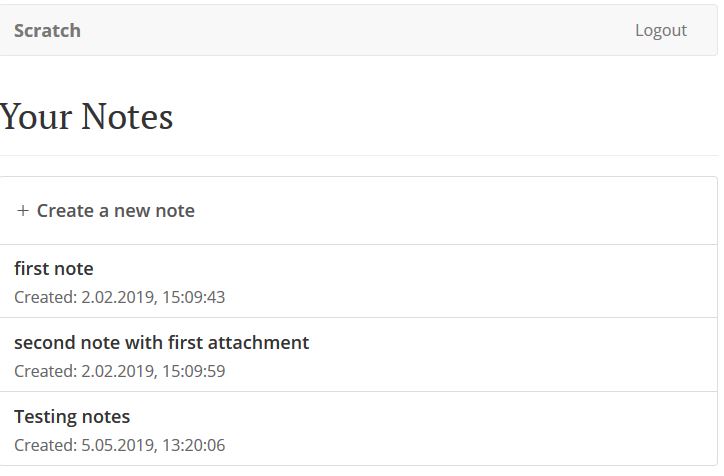 Scratch
Logout
Your Notes
+ Create a new note
first note
Created: 2.02.2019, 15:09:43
second note with first attachment
Created: 2.02.2019, 15:09:59
Testing notes
Created: 5.05.2019, 13:20:06